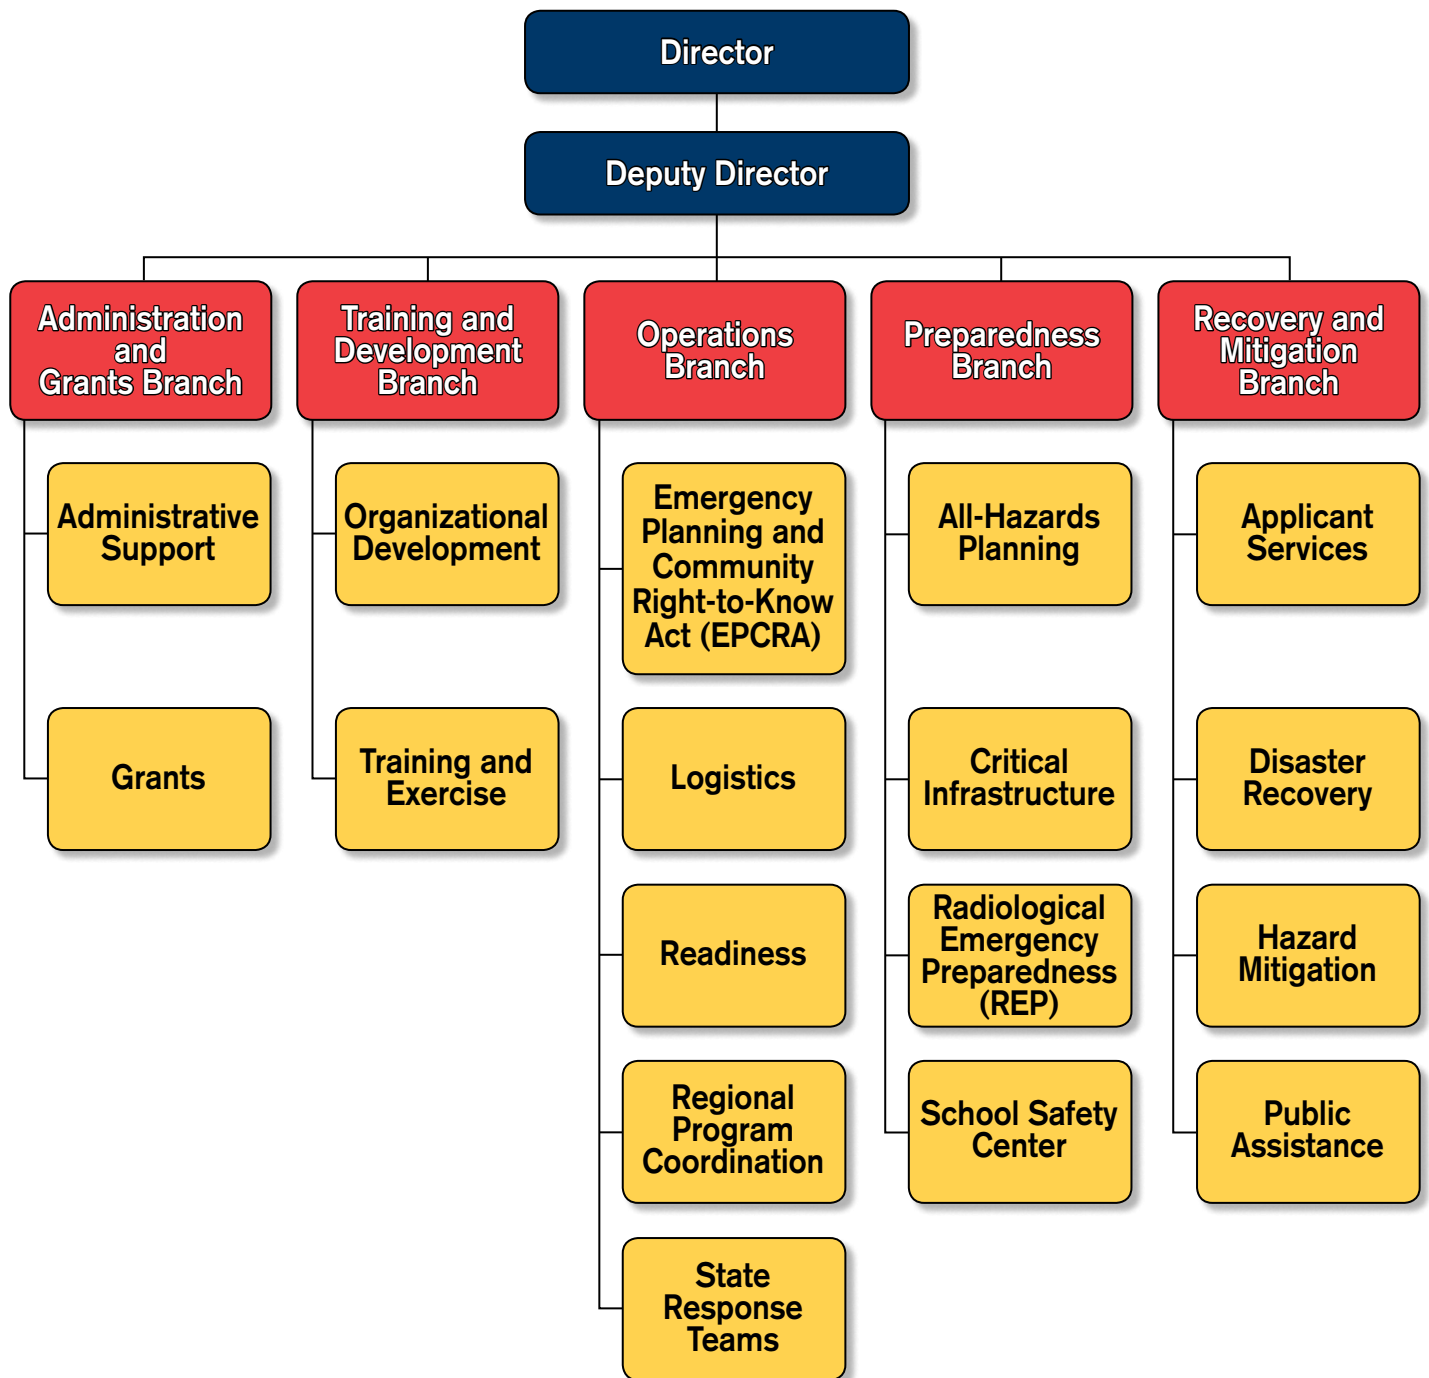 Director
Deputy Director
Administration
and
Grants Branch
Training and
Development
Branch
Operations
Branch
Preparedness
Branch
Recovery and
Mitigation
Branch
Administrative
Support
Grants
Organizational
Development
Training and
Exercise
Emergency
Planning and
Community
Right-to-Know
Act (EPCRA)
Logistics
Readiness
Regional
Program
Coordination
State
Response
Teams
All-Hazards
Planning
Critical
Infrastructure
Radiological
Emergency
Preparedness
(REP)
School Safety
Center
Applicant
Services
Disaster
Recovery
Hazard
Mitigation
Public
Assistance